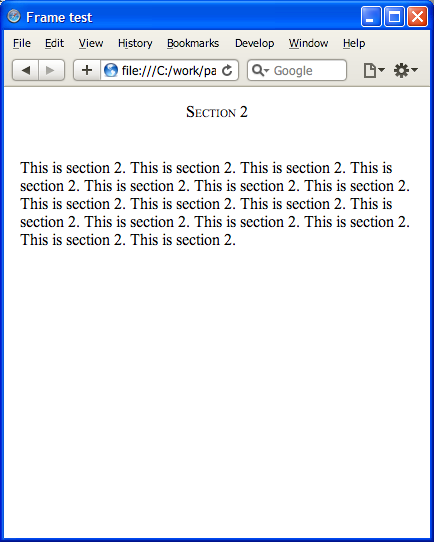 Frame test
File Edit View History Bookmarks Develop Window Help
file:///C:/work/pa Google
Section 2
This is section 2. This is section 2. This is section 2. This is
section 2. This is section 2. This is section 2. This is section 2.
This is section 2. This is section 2. This is section 2. This is
section 2. This is section 2. This is section 2. This is section 2.
This is section 2. This is section 2.